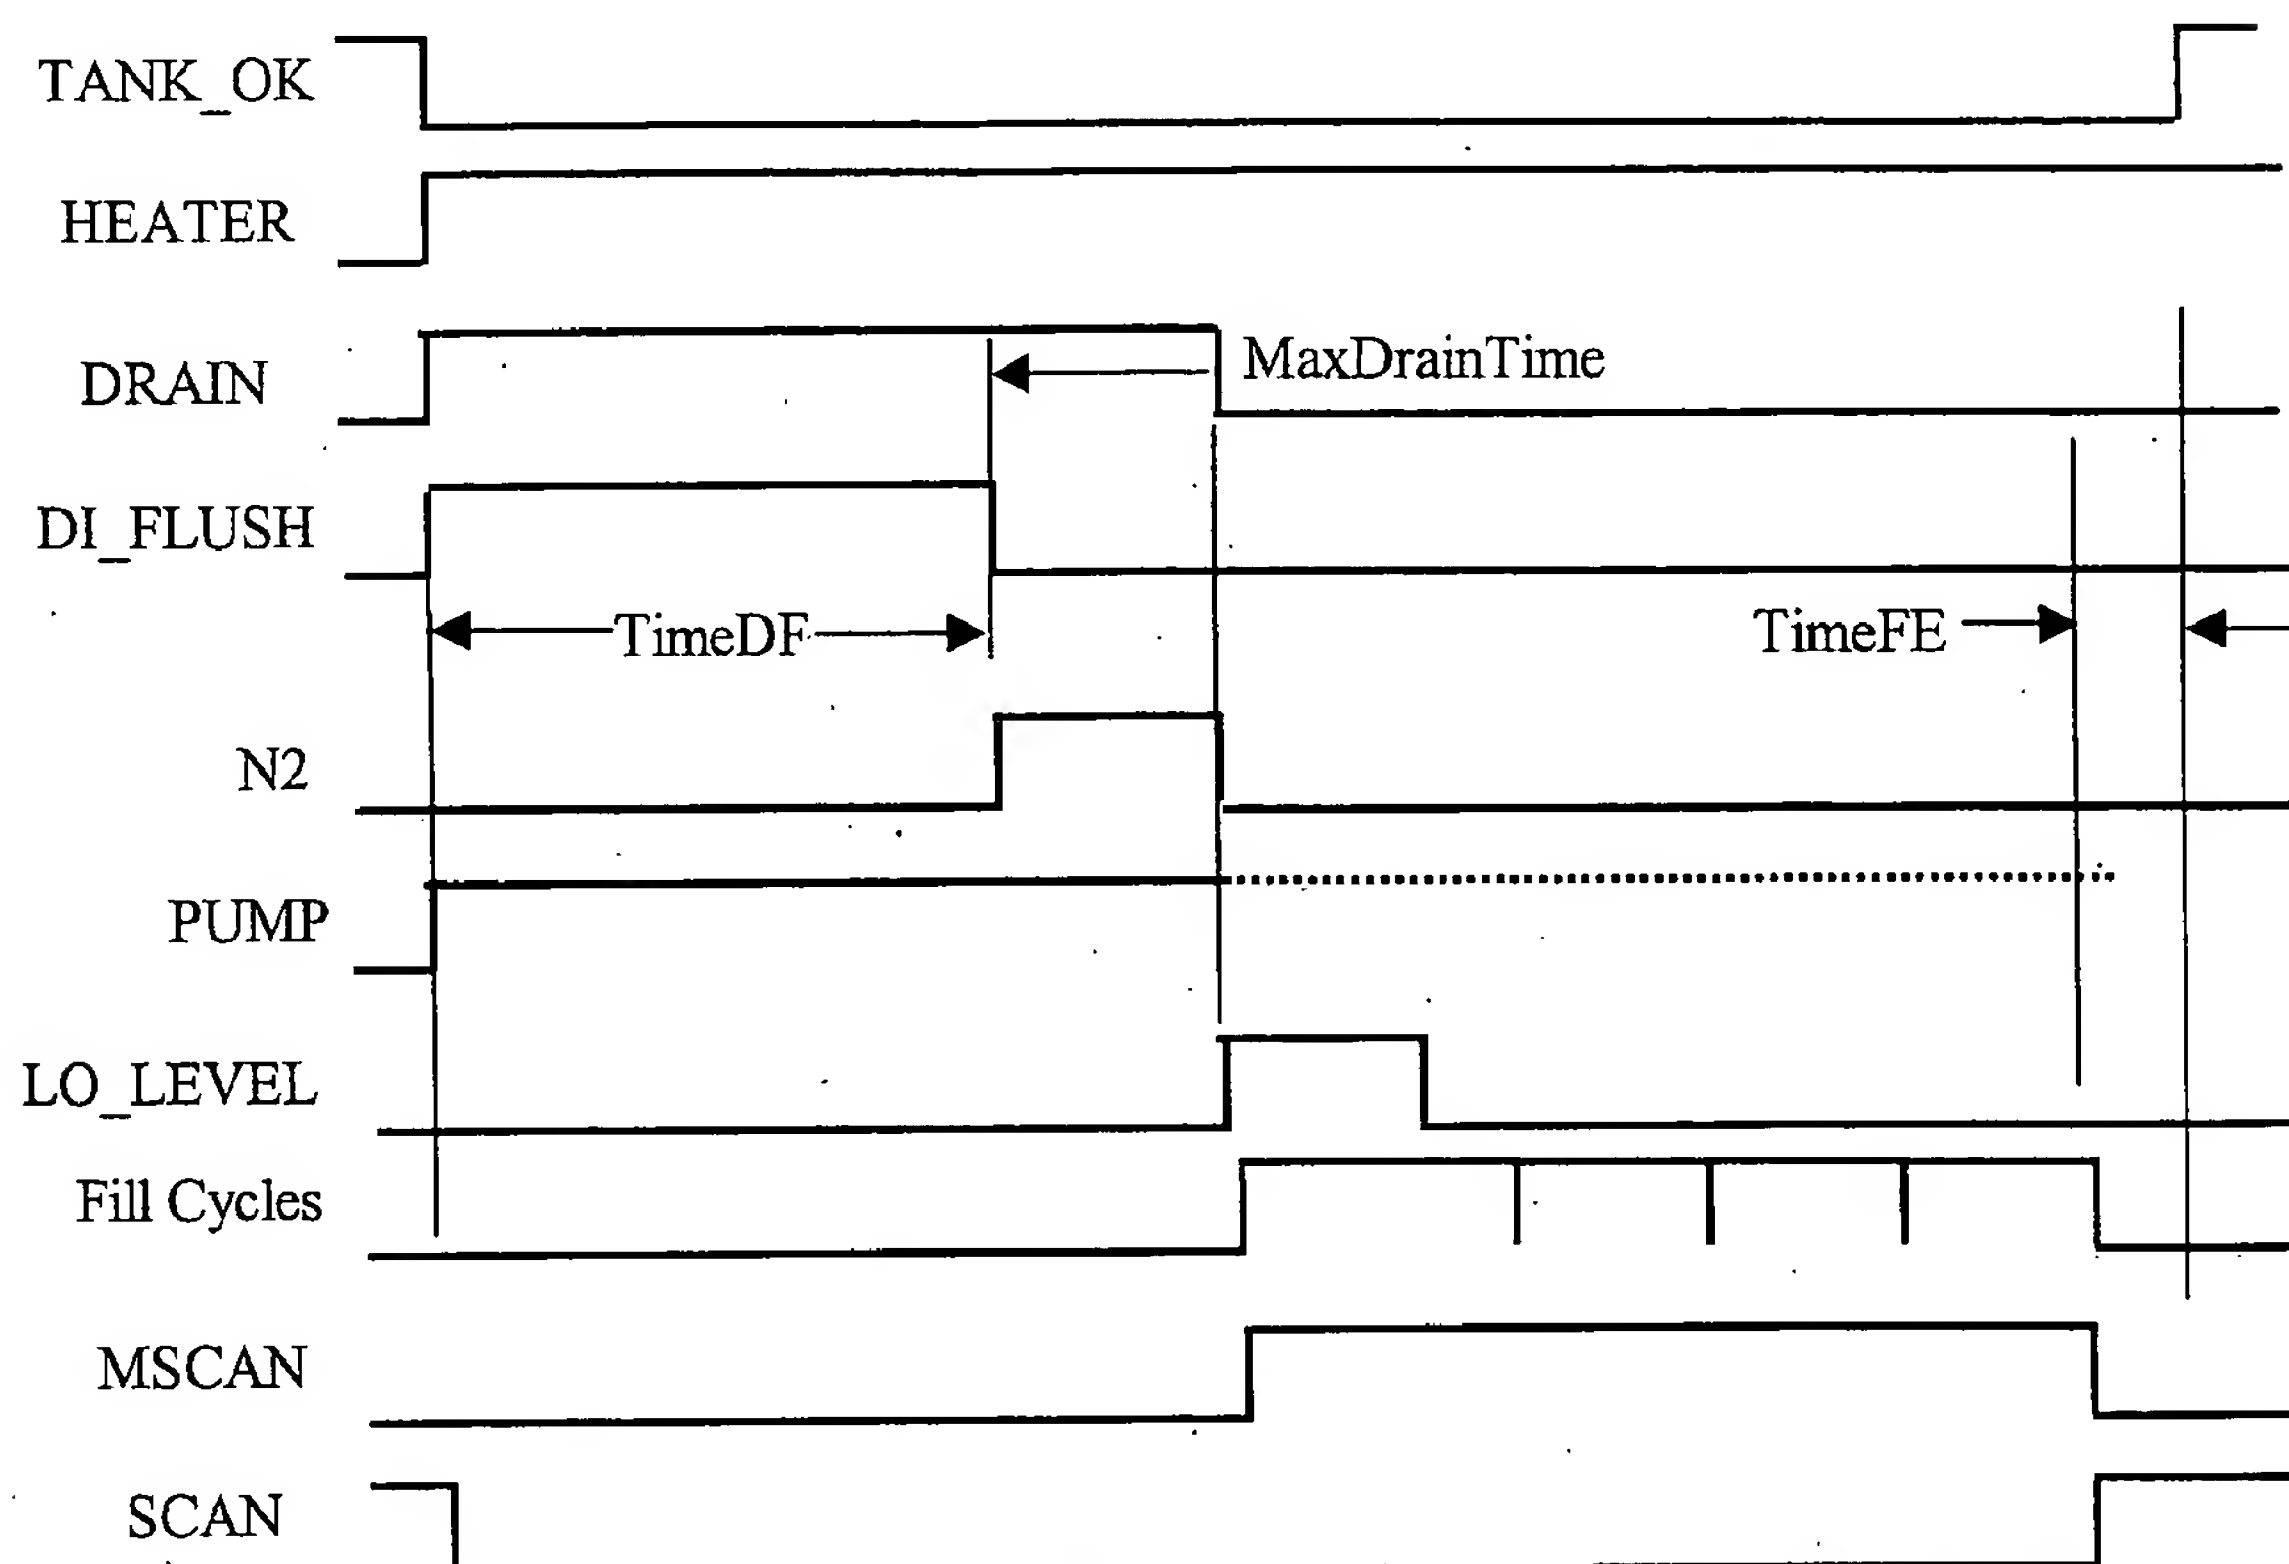 TANK_OK
HEATER
DRAIN
MaxDrainTime
DI_FLUSH
TimeDF
TimeFE
N2
PUMP
LO_LEVEL
Fill Cycles
MSCAN
SCAN